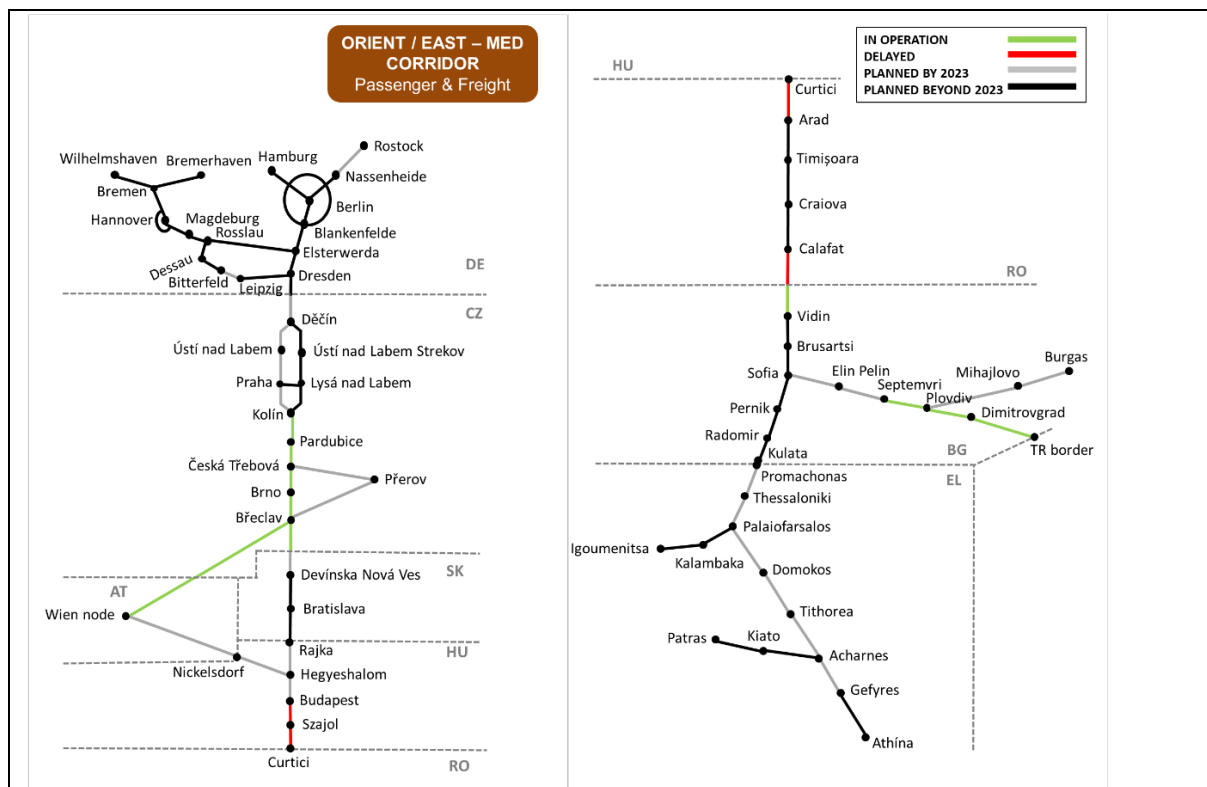 ORIENT / EAST – MED
CORRIDOR
Passenger & Freight
Rostock
Wilhelmshaven
Bremerhaven
Hamburg
Nassenheide
Bremen
Berlin
Hannover
Magdeburg
Rosslau
Blankenfelde
Elsterwerda
Dessau
Bitterfeld
Leipzig
Dresden
DE
CZ
Děčín
Ústí nad Labem
Ústí nad Labem Strekov
Praha
Lysá nad Labem
Kolín
Pardubice
Česká Třebová
Přerov
Brno
Břeclav
SK
AT
Devínska Nová Ves
Wien node
Bratislava
Rajka
HU
Nickelsdorf
Hegyeshalom
Budapest
Szajol
Curtici
RO
IN OPERATION
DELAYED
PLANNED BY 2023
PLANNED BEYOND 2023
HU
Curtici
Arad
Timișoara
Craiova
Calafat
RO
Vidin
Brusartsi
Sofia
Elin Pelin
Septemvri
Plovdiv
Mihajlovo
Burgas
Dimitrovgrad
TR border
Pernik
Radomir
Kulata
BG
Promachonas
EL
Thessaloniki
Palaiofarsalos
Igoumenitsa
Kalambaka
Domokos
Tithorea
Patras
Kiato
Acharnes
Gefyres
Athína